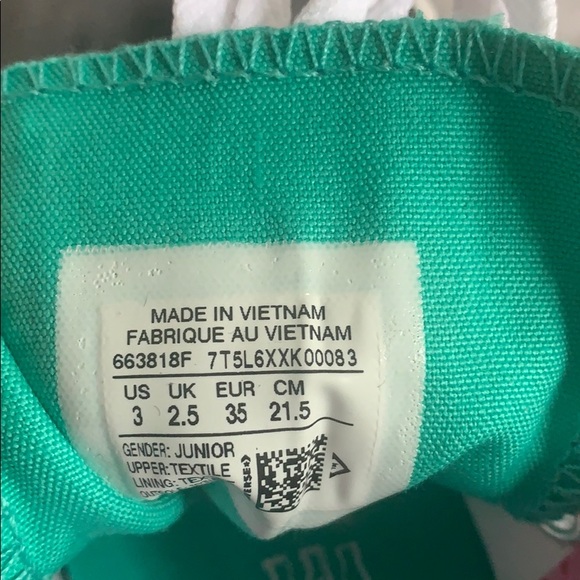 MADE IN VIETNAM
FABRIQUE AU VIETNAM
663818F 7T5L6XXK00083
US UK EUR CM
3 2.5 35 21.5
GENDER: JUNIOR
UPPER:TEXTILE
LINING: